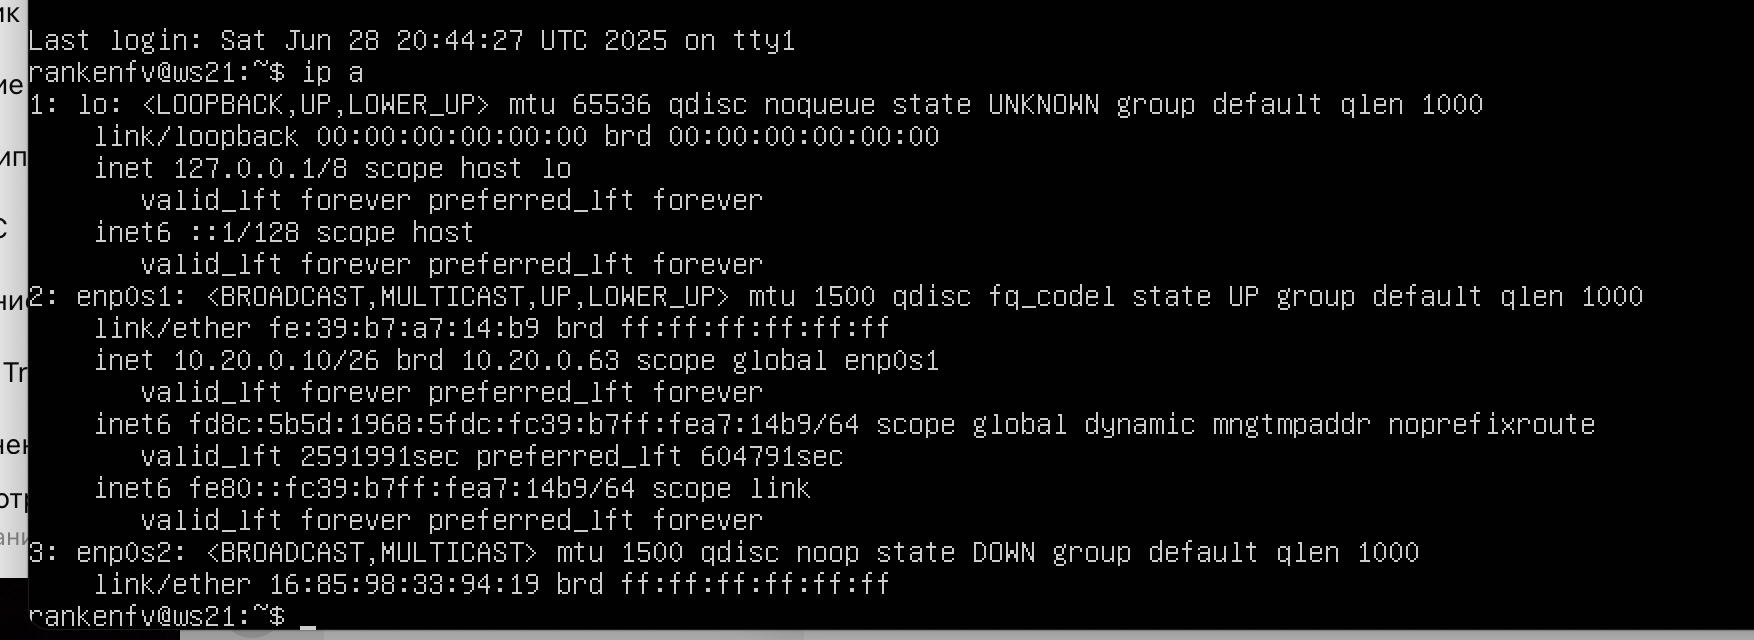 Last login: Sat Jun 28 20:44:27 UTC 2025 on tty1
rankenfv@ws21:~$ ip a
1: lo: <LOOPBACK,UP,LOWER_UP> mtu 65536 qdisc noqueue state UNKNOWN group default qlen 1000
    link/loopback 00:00:00:00:00:00 brd 00:00:00:00:00:00
    inet 127.0.0.1/8 scope host lo
       valid_lft forever preferred_lft forever
    inet6 ::1/128 scope host
       valid_lft forever preferred_lft forever
2: enp0s1: <BROADCAST,MULTICAST,UP,LOWER_UP> mtu 1500 qdisc fq_codel state UP group default qlen 1000
    link/ether fe:39:b7:a7:14:b9 brd ff:ff:ff:ff:ff:ff
    inet 10.20.0.10/26 brd 10.20.0.63 scope global enp0s1
       valid_lft forever preferred_lft forever
    inet6 fd8c:5b5d:1968:5fdc:fc39:b7ff:fea7:14b9/64 scope global dynamic mngtmpaddr noprefixroute
       valid_lft 2591991sec preferred_lft 604791sec
    inet6 fe80::fc39:b7ff:fea7:14b9/64 scope link
       valid_lft forever preferred_lft forever
3: enp0s2: <BROADCAST,MULTICAST> mtu 1500 qdisc noop state DOWN group default qlen 1000
    link/ether 16:85:98:33:94:19 brd ff:ff:ff:ff:ff:ff
rankenfv@ws21:~$ _